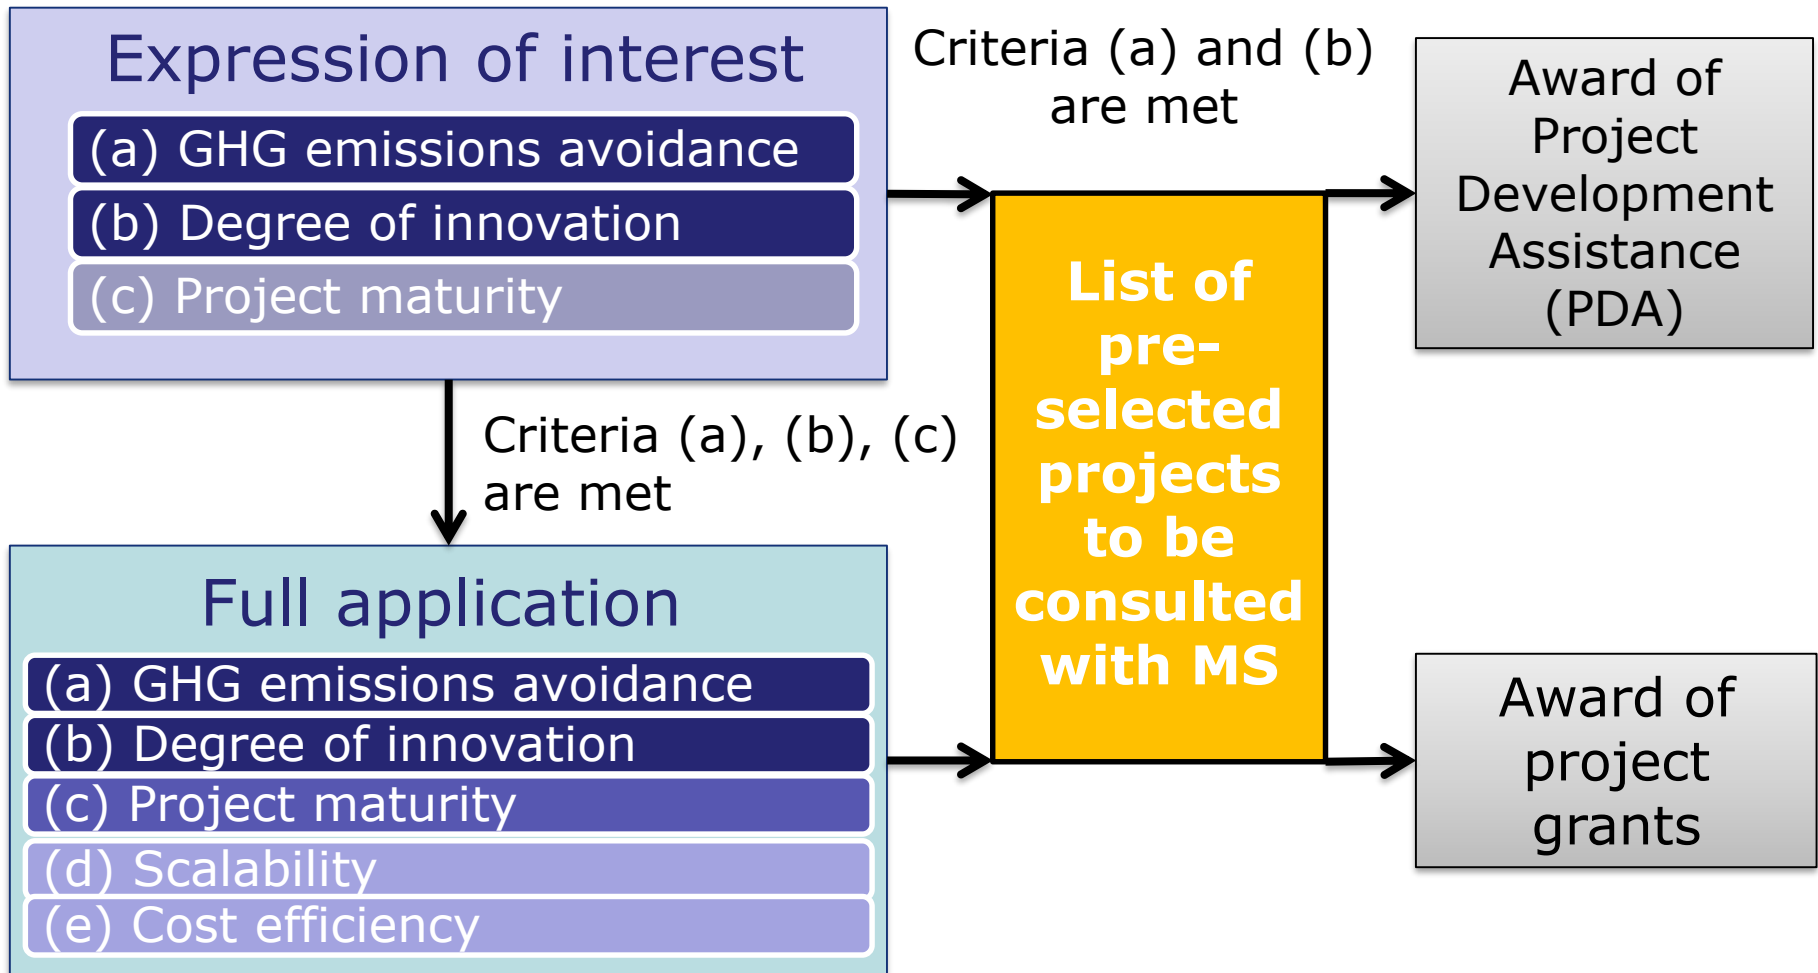 Expression of interest
(a) GHG emissions avoidance
(b) Degree of innovation
(c) Project maturity
Criteria (a) and (b)
are met
Award of
Project
Development
Assistance
(PDA)
List of
pre-
selected
projects
to be
consulted
with MS
Criteria (a), (b), (c)
are met
Full application
(a) GHG emissions avoidance
(b) Degree of innovation
(c) Project maturity
(d) Scalability
(e) Cost efficiency
Award of
project
grants